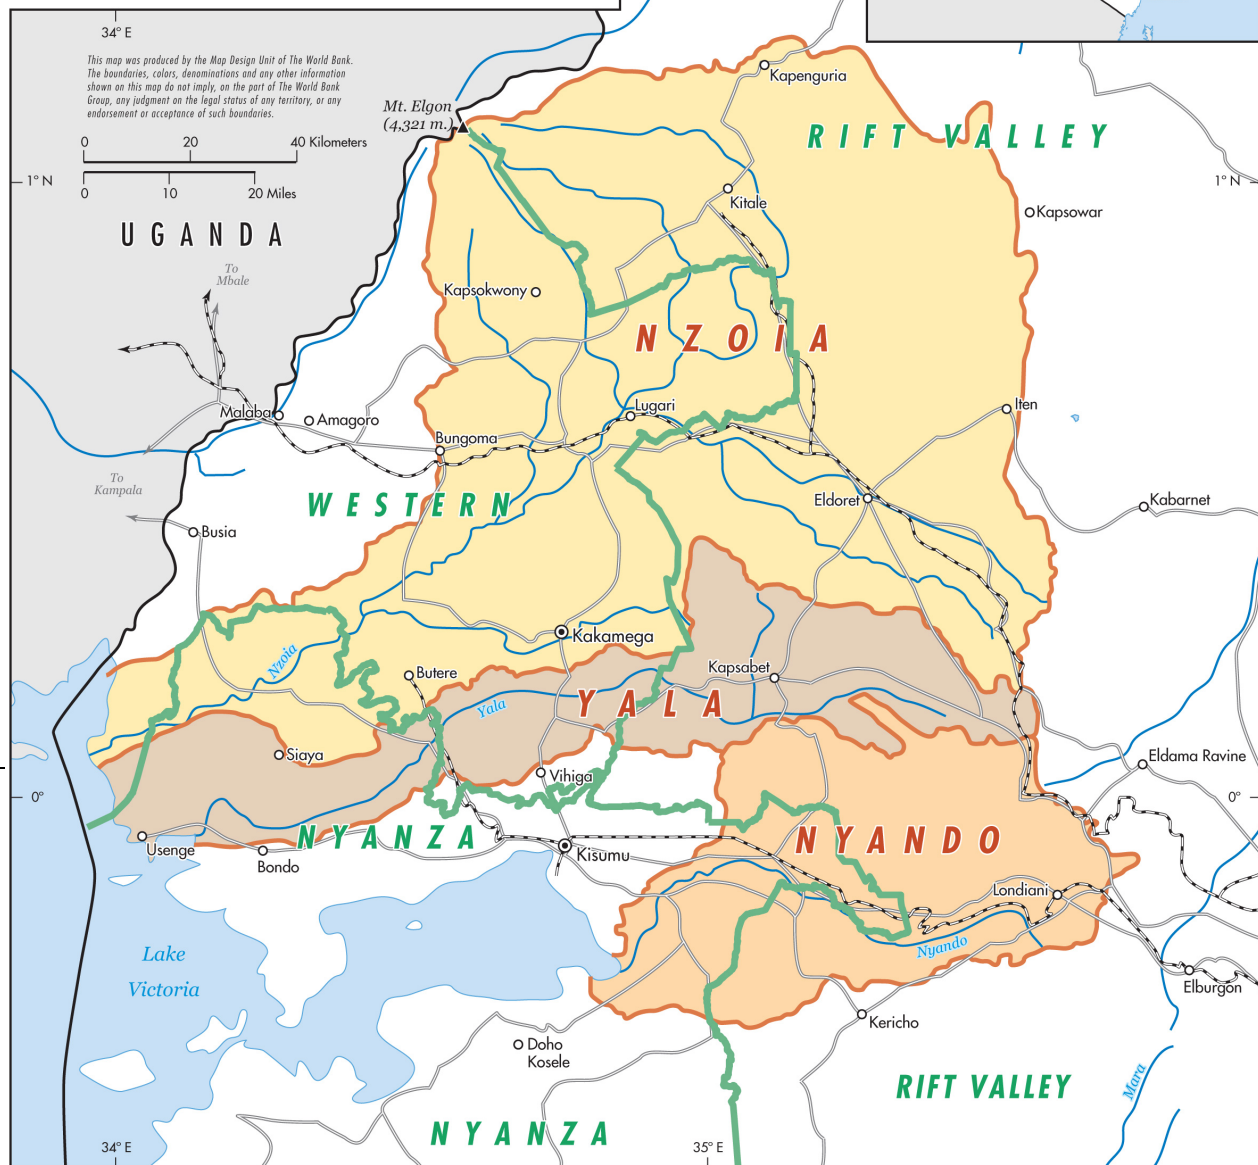 34° E
This map was produced by the Map Design Unit of The World Bank.
The boundaries, colors, denominations and any other information
shown on this map do not imply, on the part of The World Bank
Group, any judgment on the legal status of any territory, or any
endorsement or acceptance of such boundaries.
0 20 40 Kilometers
0 10 20 Miles
Mt. Elgon
(4,321 m.)
Kapenguria
RIFT VALLEY
1° N
1° N
Kitale
Kapsowar
UGANDA
To
Mbale
Kapsokwony
NZOIA
Malaba
Amagoro
Lugari
Iten
Bungoma
To
Kampala
WESTERN
Eldoret
Kabarnet
Busia
Kakamega
Nzoia
Butere
Kapsabet
Yala
YALA
Siaya
Eldama Ravine
Vihiga
0°
0°
NYANZA
NYANDO
Usenge
Bondo
Kisumu
Londiani
Lake
Victoria
Nyando
Elburgon
Kericho
Doho
Kosele
RIFT VALLEY
Mara
NYANZA
34° E
35° E